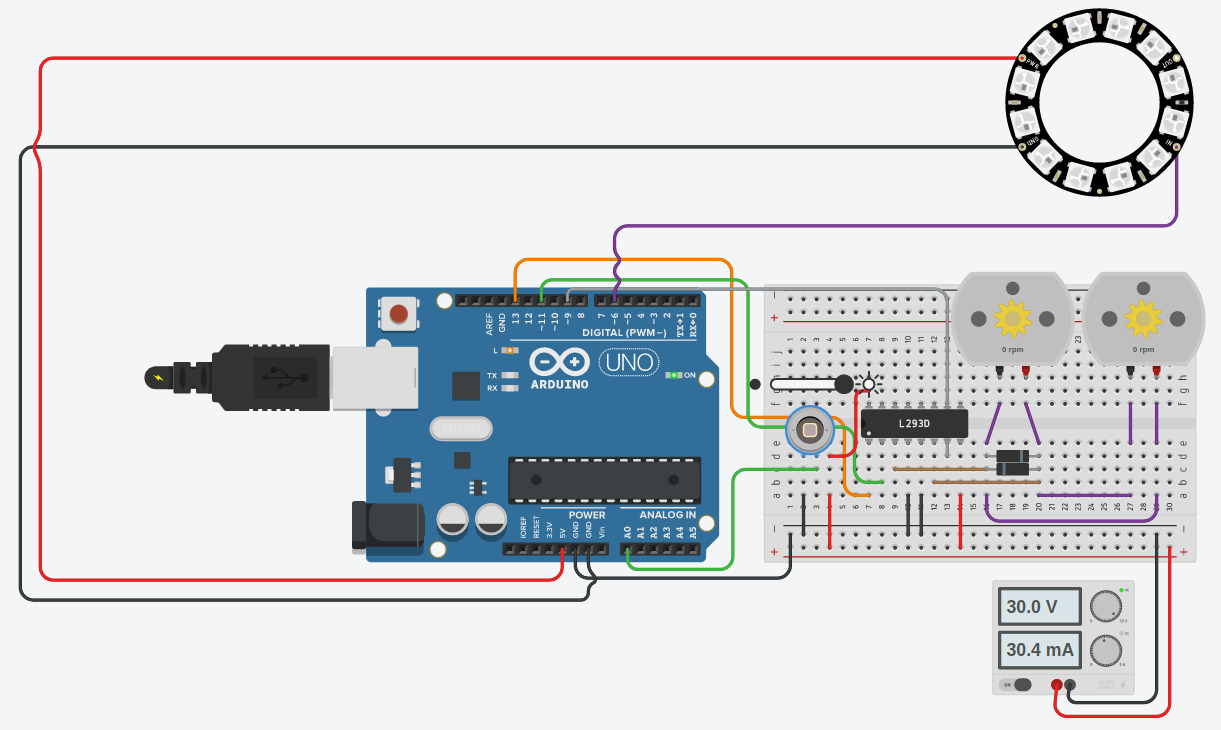 PWR
OUT
GND
IN
AREF
GND
13
12
~11
~10
~9
8
7
~6
~5
4
~3
2
TX→1
RX←0
DIGITAL (PWM~)
L
TX
RX
ARDUINO
UNO
ON
POWER
ANALOG IN
IOREF
RESET
3.3V
5V
GND
GND
Vin
A0
A1
A2
A3
A4
A5
L293D
0 rpm
0 rpm
30.0 V
30.4 mA
ON